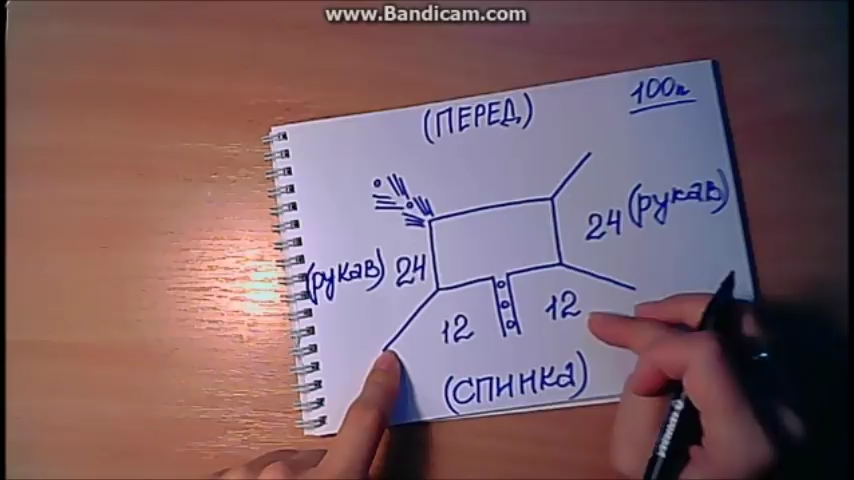 www.Bandicam.com
100п
(ПЕРЕД)
24 (рукав)
(рукав) 24
12 12
(СПИНКА)